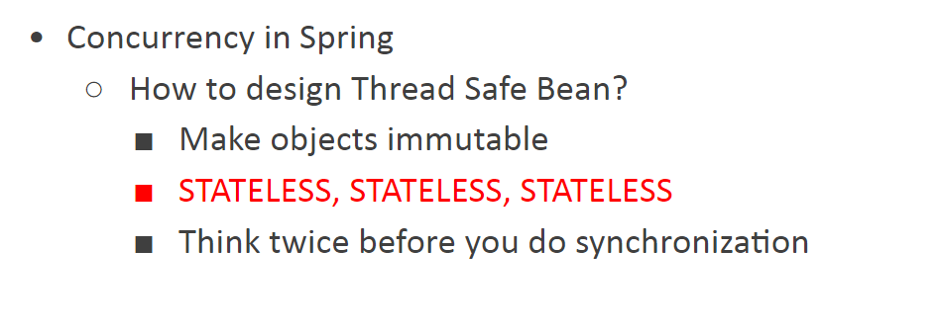 • Concurrency in Spring
○ How to design Thread Safe Bean?
■ Make objects immutable
■ STATELESS, STATELESS, STATELESS
■ Think twice before you do synchronization